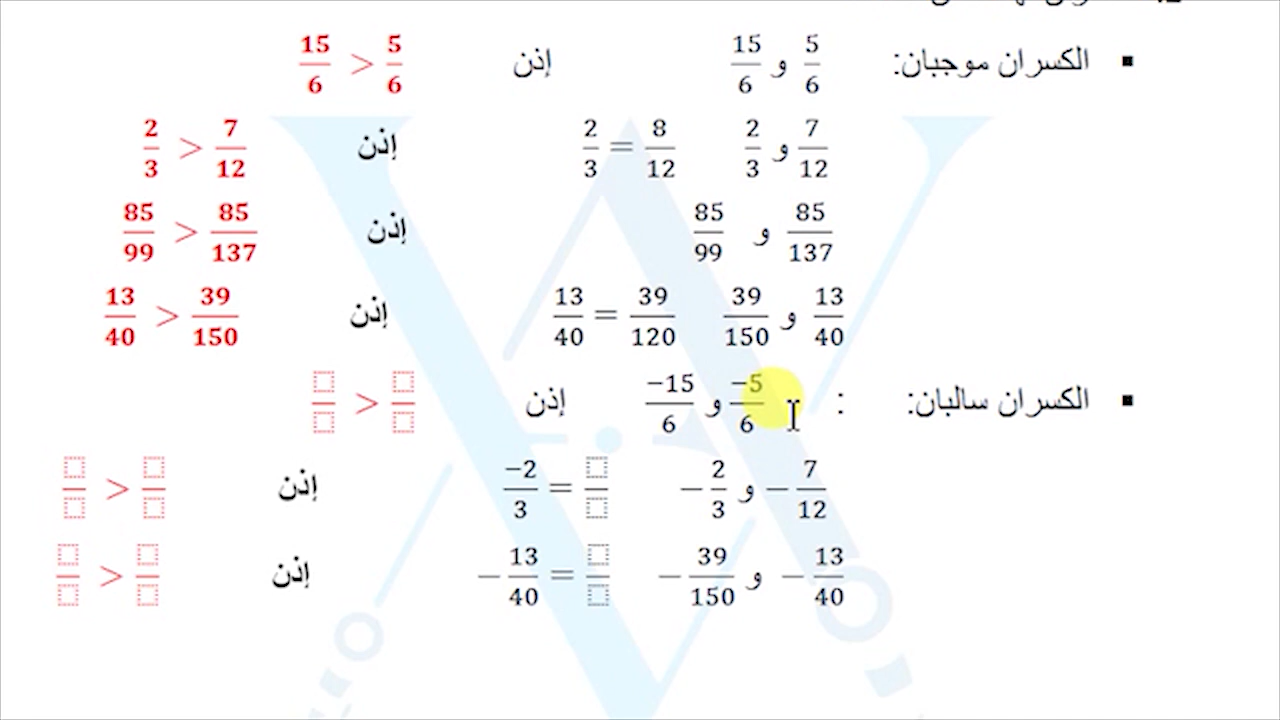 ▪ الكسران موجبان: 5/6 و 15/6 إذن 15/6 > 5/6
7/12 و 2/3 2/3 = 8/12 إذن 2/3 > 7/12
85/137 و 85/99 إذن 85/99 > 85/137
13/40 و 39/150 13/40 = 39/120 إذن 13/40 > 39/150
▪ الكسران سالبان: : -5/6 و -15/6 إذن □/□ > □/□
-7/12 و -2/3 -2/3 = □/□ إذن □/□ > □/□
-13/40 و -39/150 -13/40 = □/□ إذن □/□ > □/□